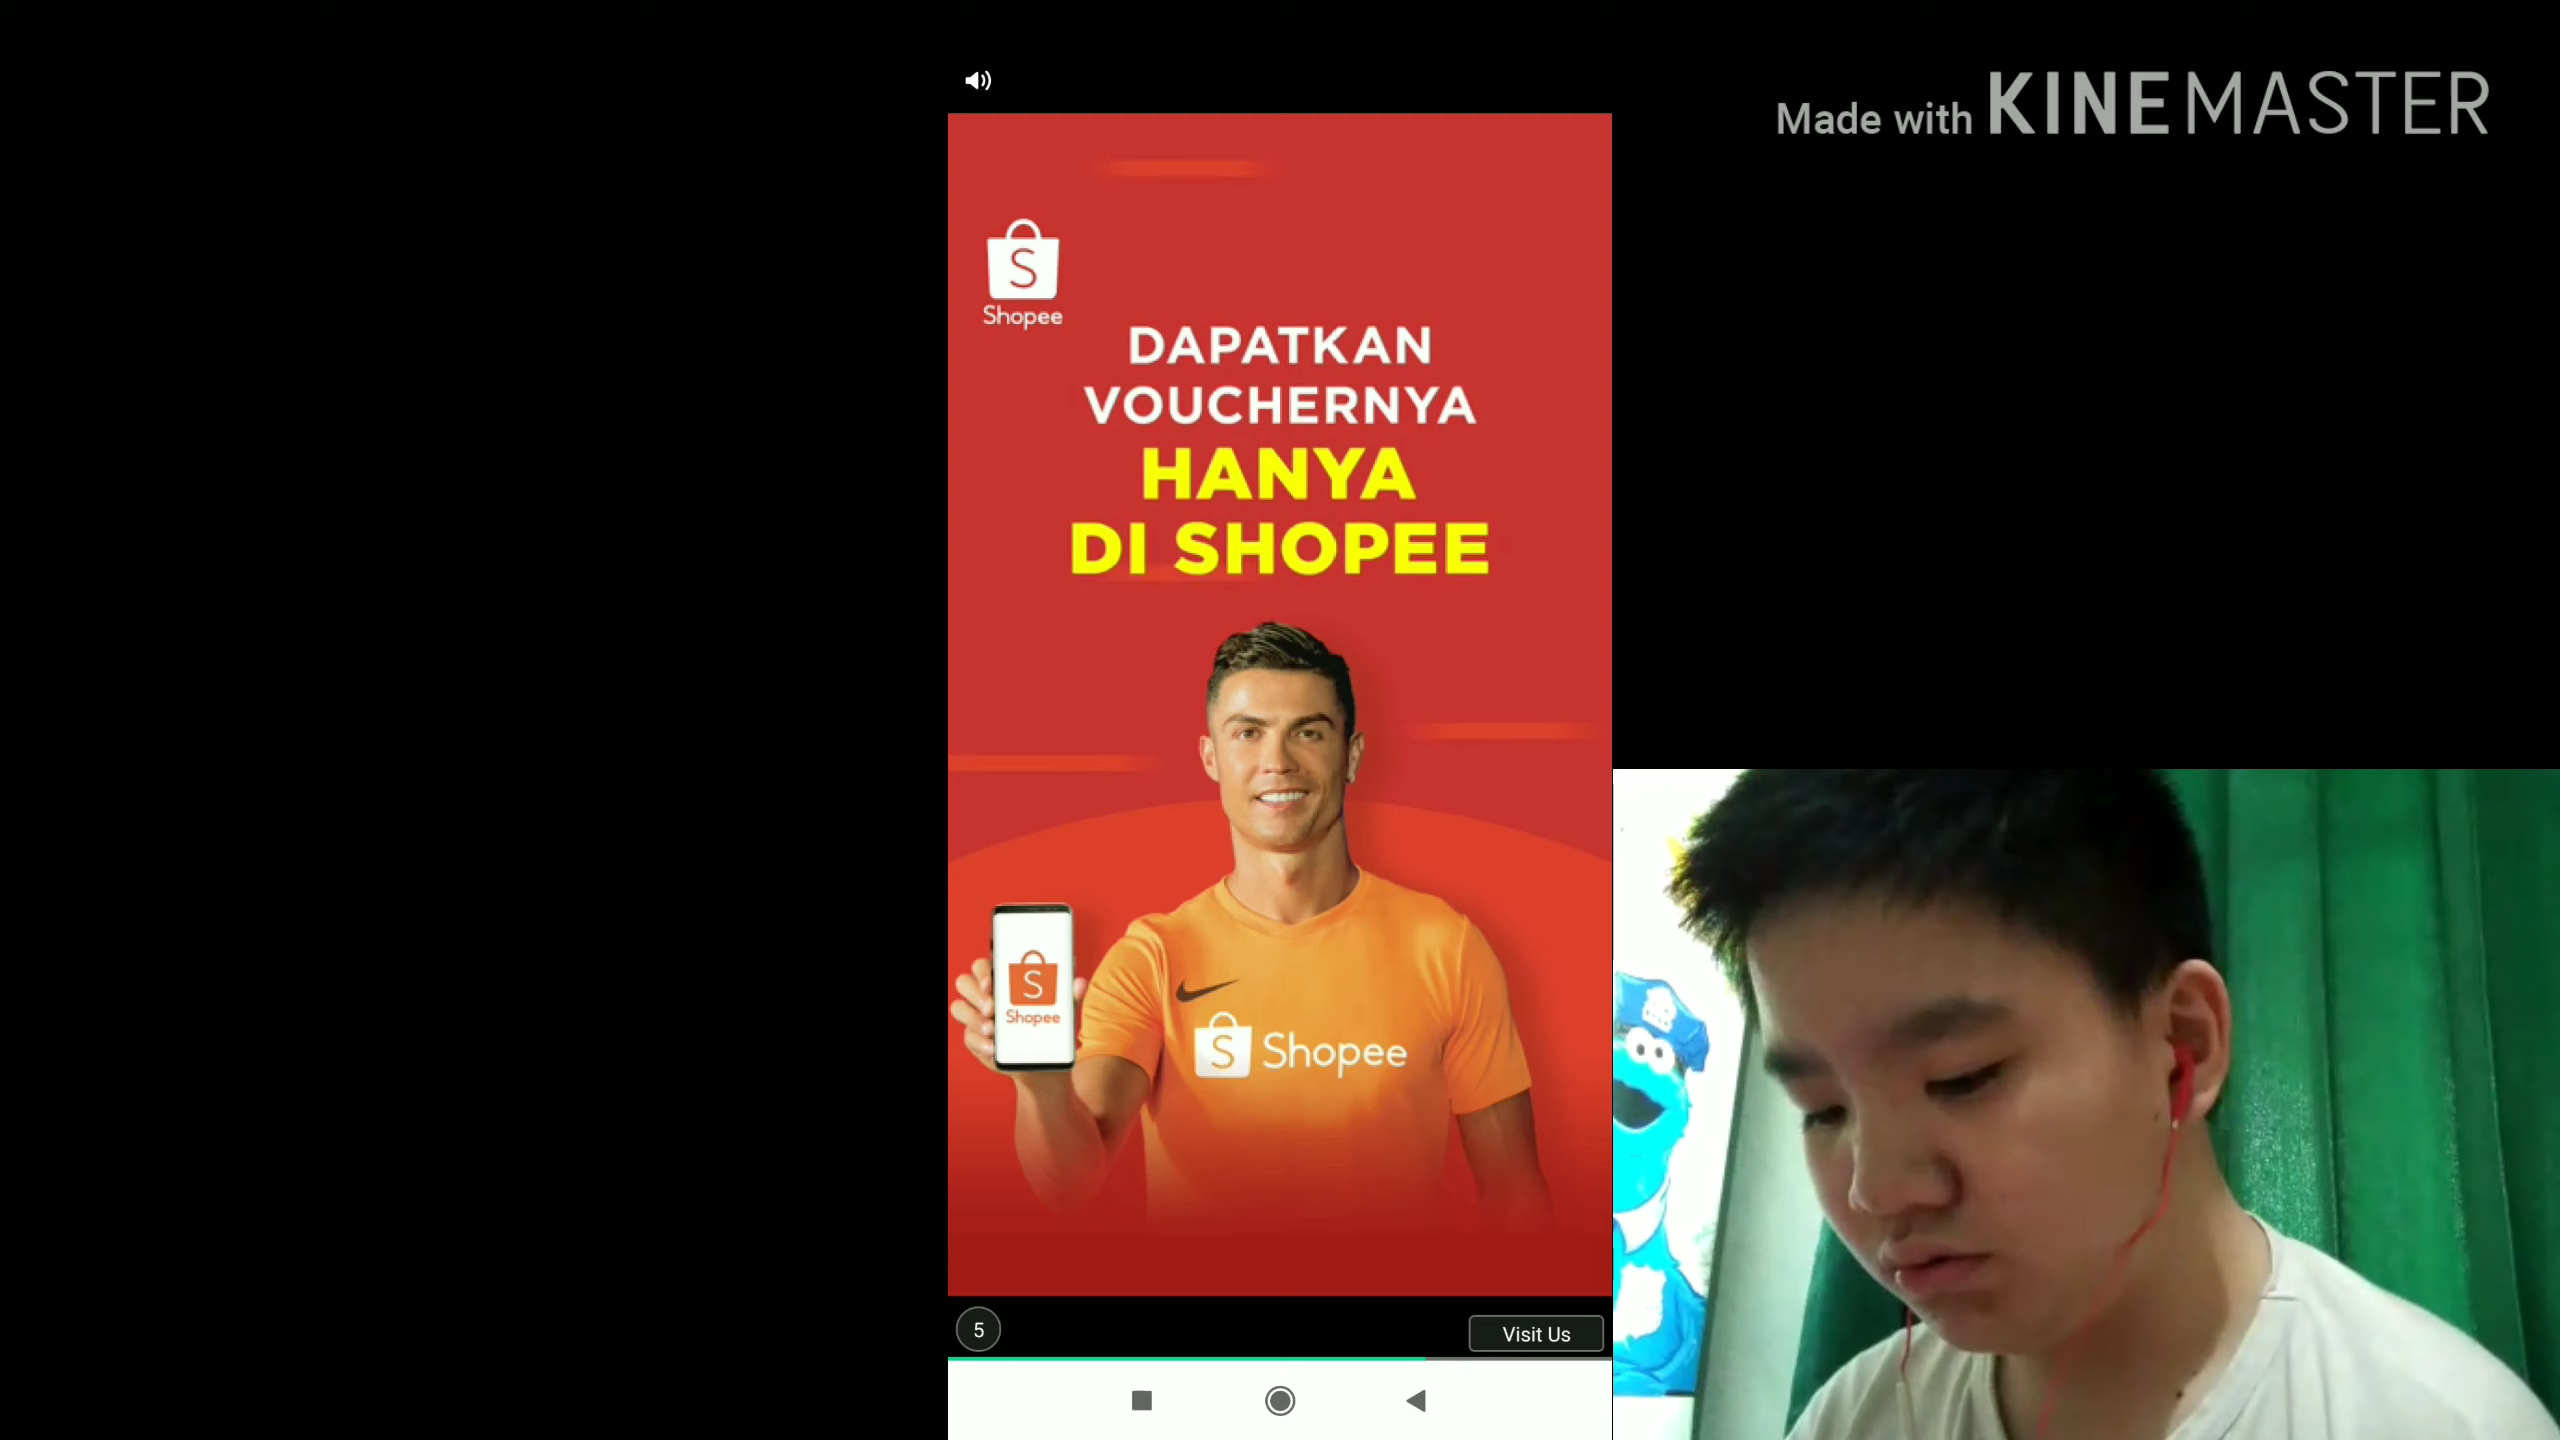 Made with KINEMASTER
S
Shopee
DAPATKAN
VOUCHERNYA
HANYA
DI SHOPEE
S
Shopee
S Shopee
5
Visit Us